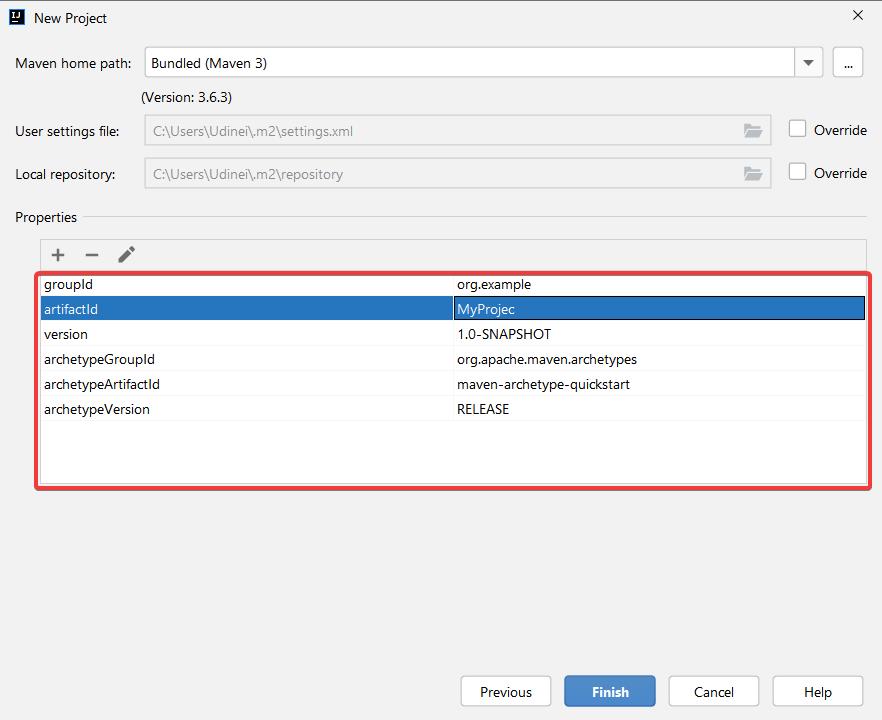 New Project
Maven home path: Bundled (Maven 3) ...
(Version: 3.6.3)
User settings file: C:\Users\Udinei\.m2\settings.xml Override
Local repository: C:\Users\Udinei\.m2\repository Override
Properties
groupId org.example
artifactId MyProjec
version 1.0-SNAPSHOT
archetypeGroupId org.apache.maven.archetypes
archetypeArtifactId maven-archetype-quickstart
archetypeVersion RELEASE
Previous Finish Cancel Help